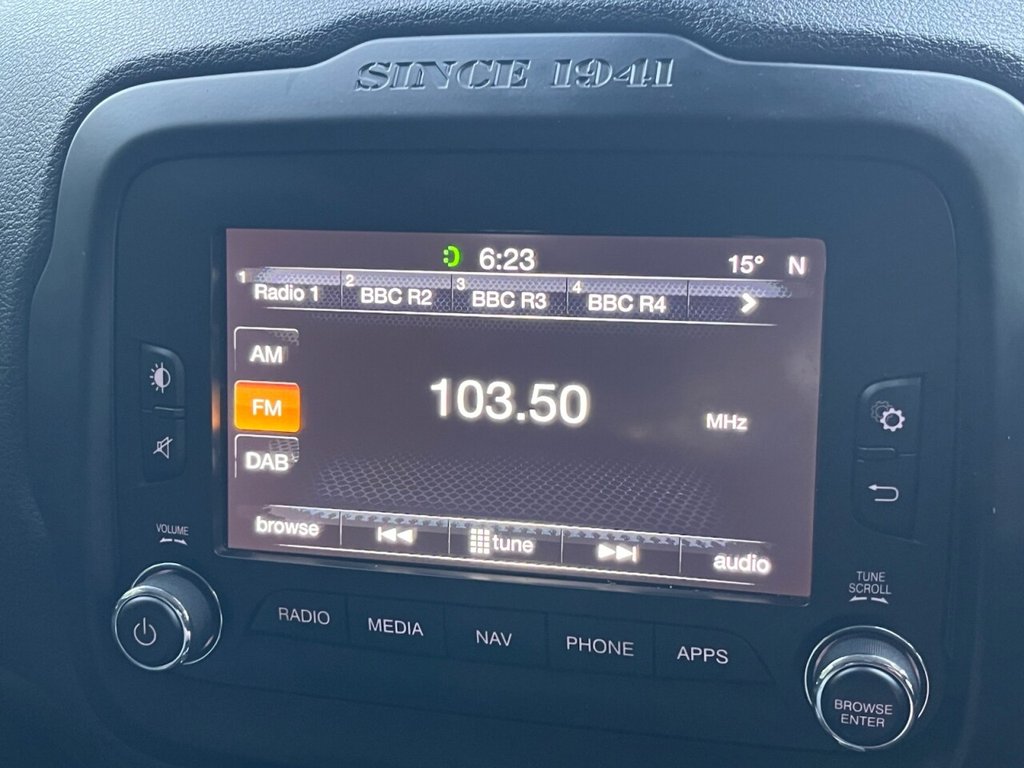 SINCE 1941
6:23
15° N
1 Radio 1
2 BBC R2
3 BBC R3
4 BBC R4
AM
FM
DAB
103.50
MHz
browse
tune
audio
VOLUME
TUNE
SCROLL
RADIO
MEDIA
NAV
PHONE
APPS
BROWSE
ENTER